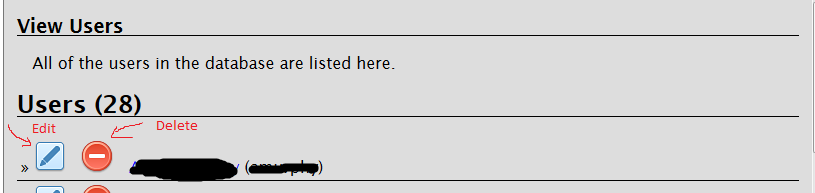 View Users
All of the users in the database are listed here.
Users (28)
Edit
Delete
» ( )